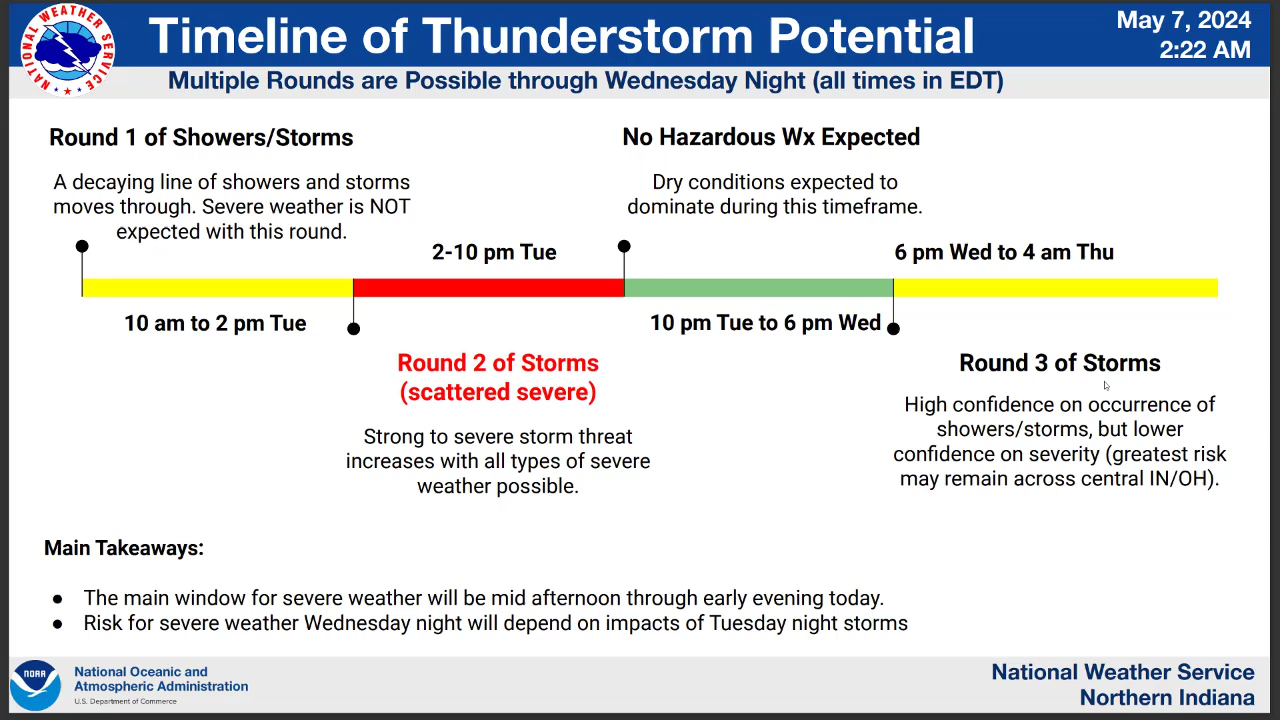 NATIONAL WEATHER SERVICE
Timeline of Thunderstorm Potential
May 7, 2024
2:22 AM
Multiple Rounds are Possible through Wednesday Night (all times in EDT)
Round 1 of Showers/Storms
A decaying line of showers and storms
moves through. Severe weather is NOT
expected with this round.
No Hazardous Wx Expected
Dry conditions expected to
dominate during this timeframe.
2-10 pm Tue
6 pm Wed to 4 am Thu
10 am to 2 pm Tue
10 pm Tue to 6 pm Wed
Round 2 of Storms
(scattered severe)
Strong to severe storm threat
increases with all types of severe
weather possible.
Round 3 of Storms
High confidence on occurrence of
showers/storms, but lower
confidence on severity (greatest risk
may remain across central IN/OH).
Main Takeaways:
● The main window for severe weather will be mid afternoon through early evening today.
● Risk for severe weather Wednesday night will depend on impacts of Tuesday night storms
NOAA
National Oceanic and
Atmospheric Administration
U.S. Department of Commerce
National Weather Service
Northern Indiana